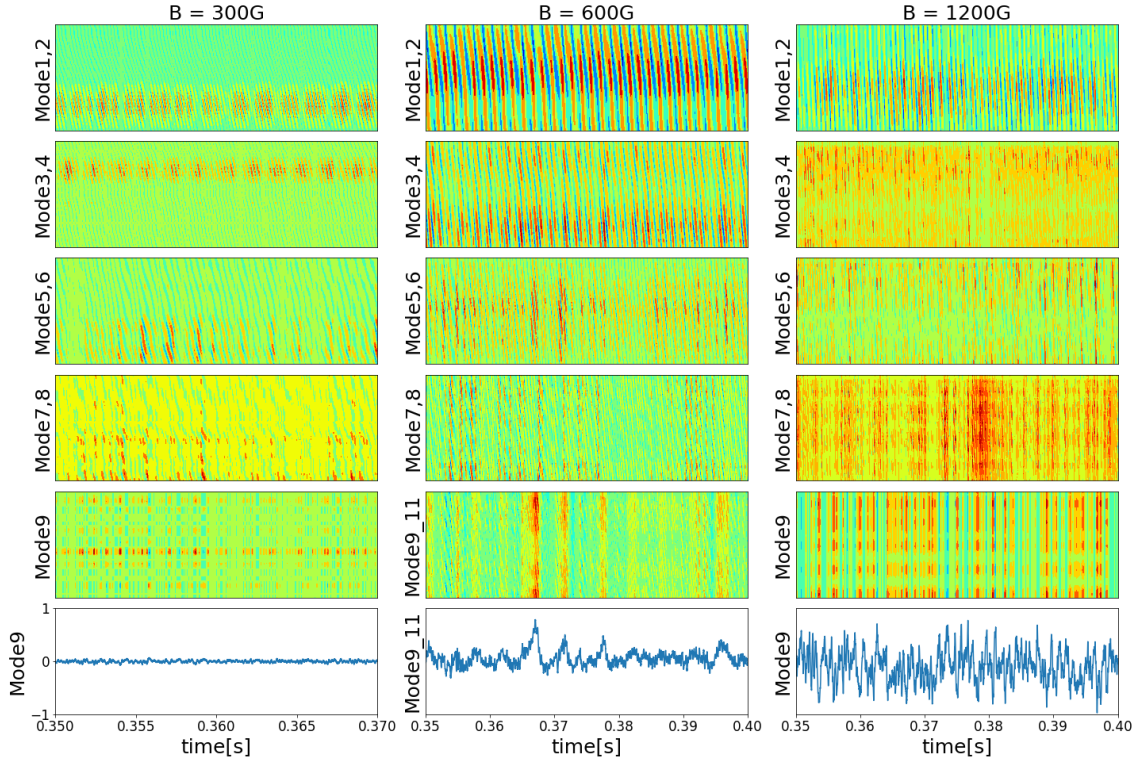 B = 300G B = 600G B = 1200G
Mode1,2 Mode1,2 Mode1,2
Mode3,4 Mode3,4 Mode3,4
Mode5,6 Mode5,6 Mode5,6
Mode7,8 Mode7,8 Mode7,8
Mode9 Mode9_11 Mode9
Mode9 Mode9_11 Mode9
1
0
−1
0.350 0.355 0.360 0.365 0.370 0.35 0.36 0.37 0.38 0.39 0.40 0.35 0.36 0.37 0.38 0.39 0.40
time[s] time[s] time[s]